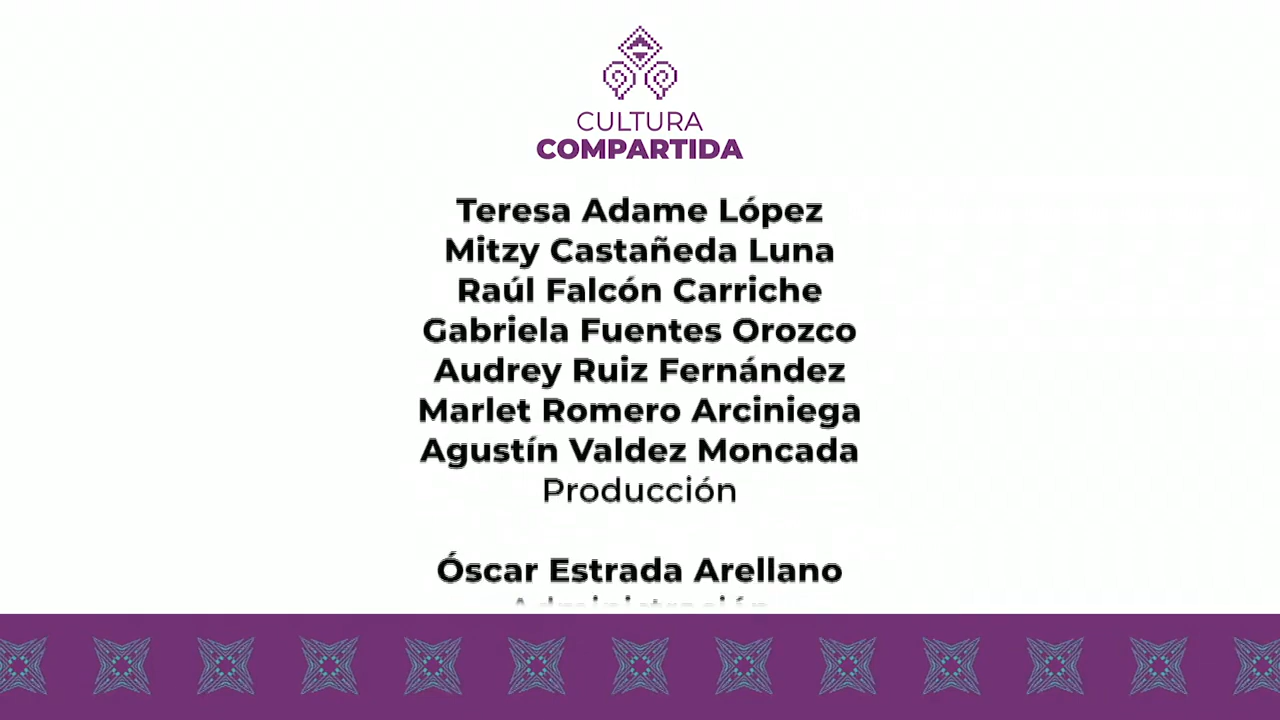 CULTURA
COMPARTIDA
Teresa Adame López
Mitzy Castañeda Luna
Raúl Falcón Carriche
Gabriela Fuentes Orozco
Audrey Ruiz Fernández
Marlet Romero Arciniega
Agustín Valdez Moncada
Producción
Óscar Estrada Arellano